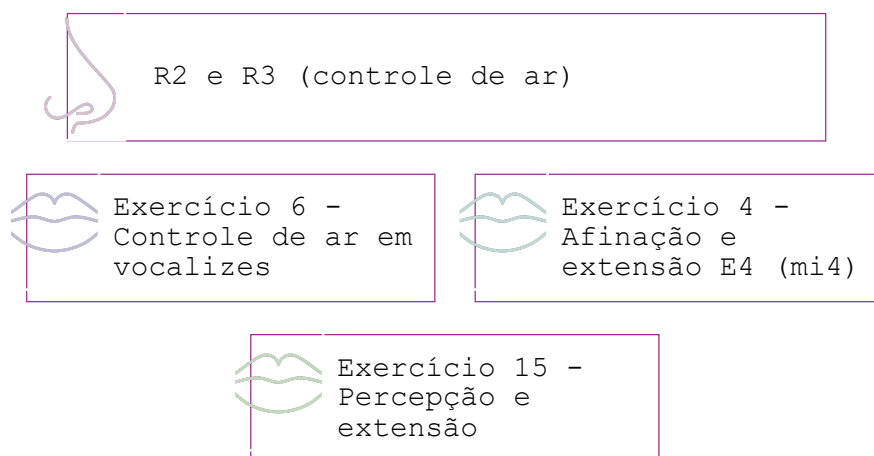 R2 e R3 (controle de ar)
Exercício 6 -
Controle de ar em
vocalizes
Exercício 4 -
Afinação e
extensão E4 (mi4)
Exercício 15 -
Percepção e
extensão